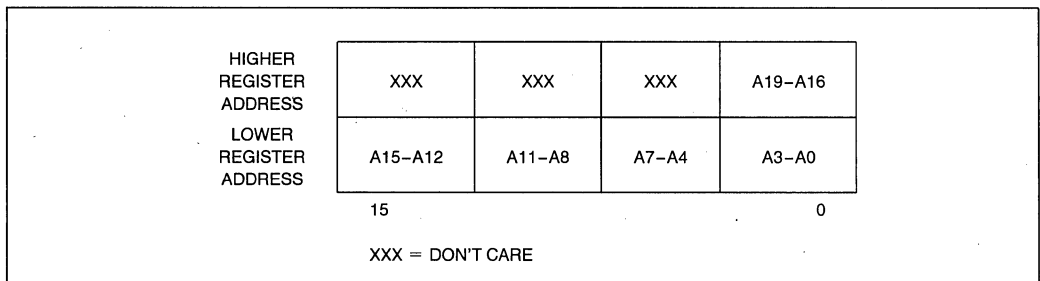 HIGHER
REGISTER
ADDRESS
XXX XXX XXX A19–A16
LOWER
REGISTER
ADDRESS
A15–A12 A11–A8 A7–A4 A3–A0
15 0
XXX = DON'T CARE